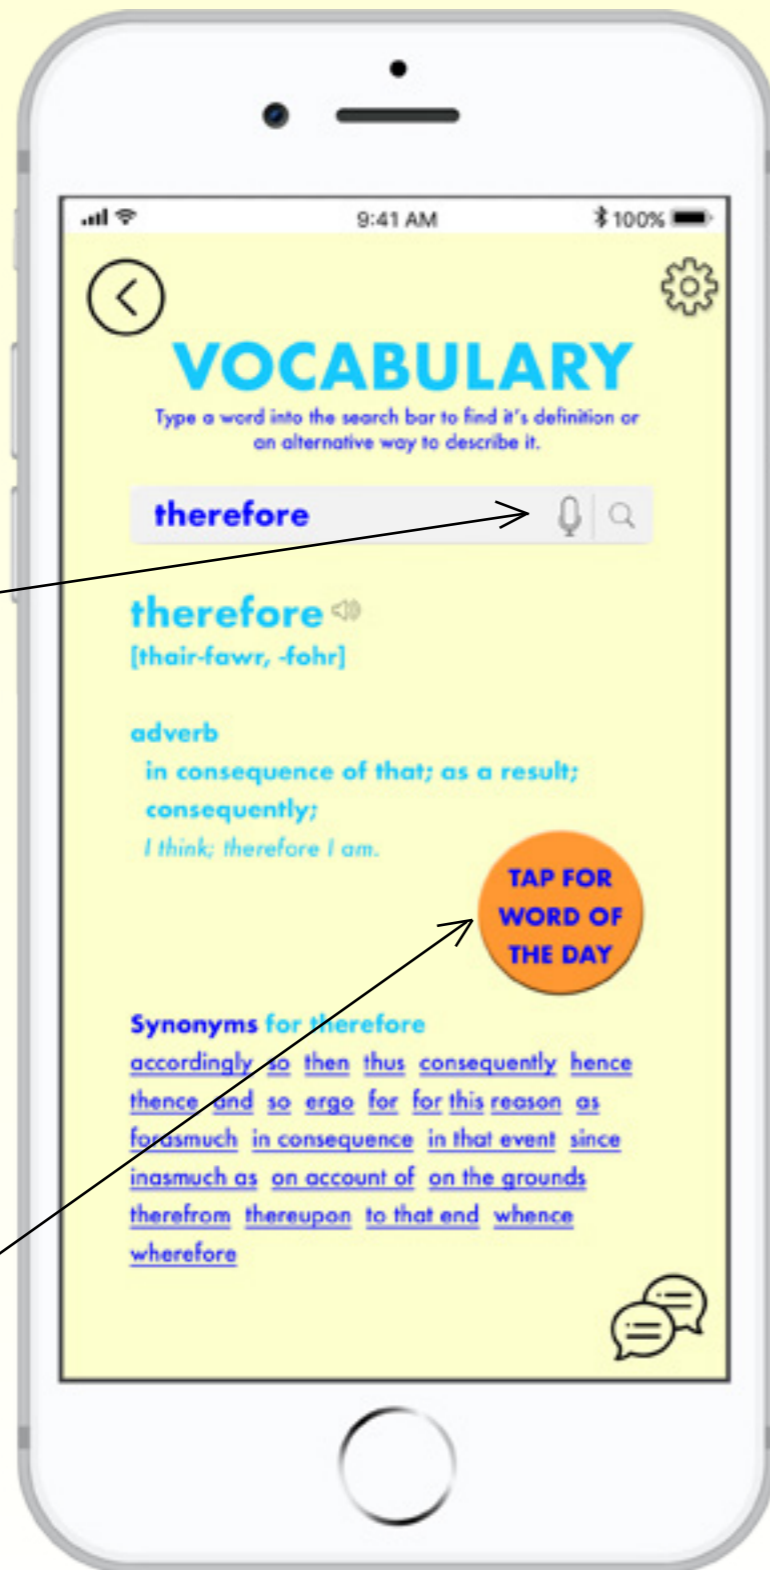 9:41 AM
100%
VOCABULARY
Type a word into the search bar to find it's definition or
an alternative way to describe it.
therefore
therefore
[thair-fawr, -fohr]
adverb
in consequence of that; as a result;
consequently;
I think; therefore I am.
TAP FOR
WORD OF
THE DAY
Synonyms for therefore
accordingly so then thus consequently hence
thence and so ergo for for this reason as
forasmuch in consequence in that event since
inasmuch as on account of on the grounds
therefrom thereupon to that end whence
wherefore